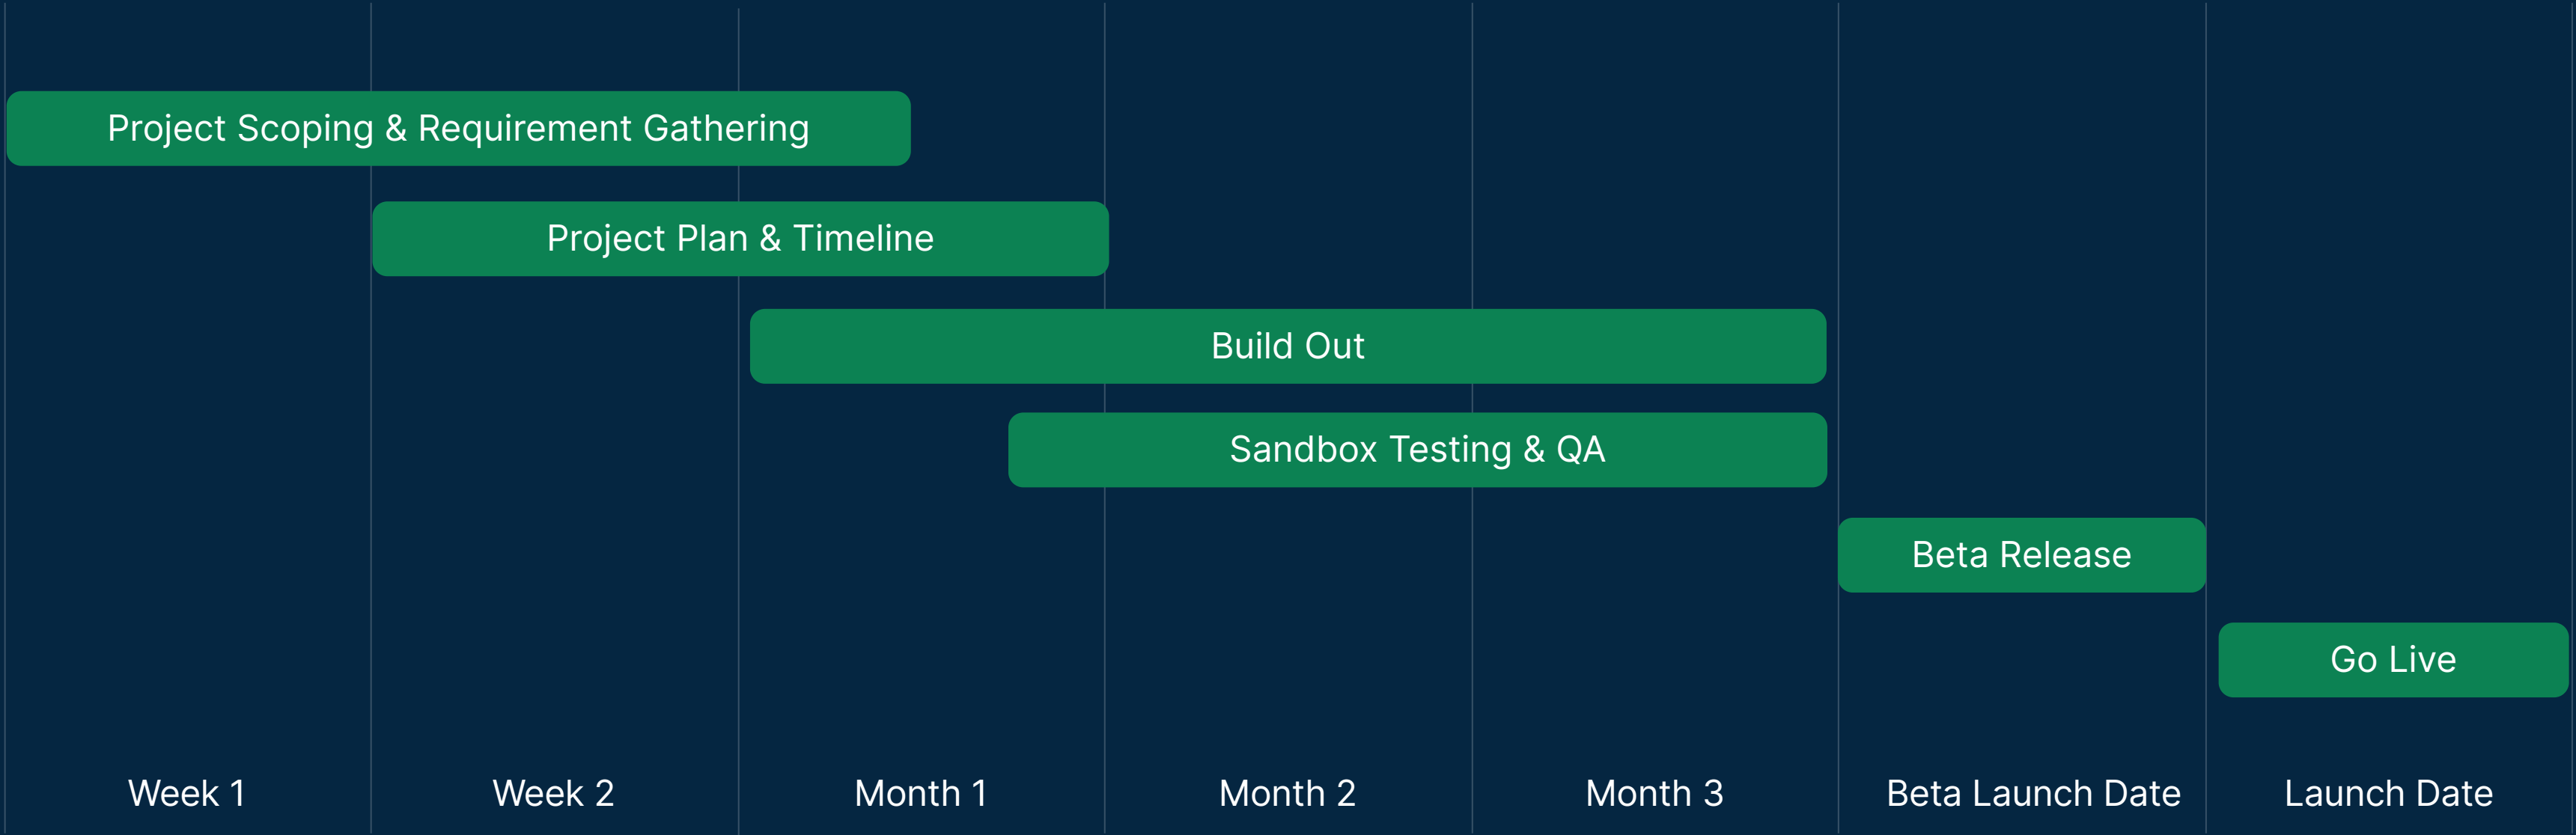 Project Scoping & Requirement Gathering
Project Plan & Timeline
Build Out
Sandbox Testing & QA
Beta Release
Go Live
Week 1
Week 2
Month 1
Month 2
Month 3
Beta Launch Date
Launch Date